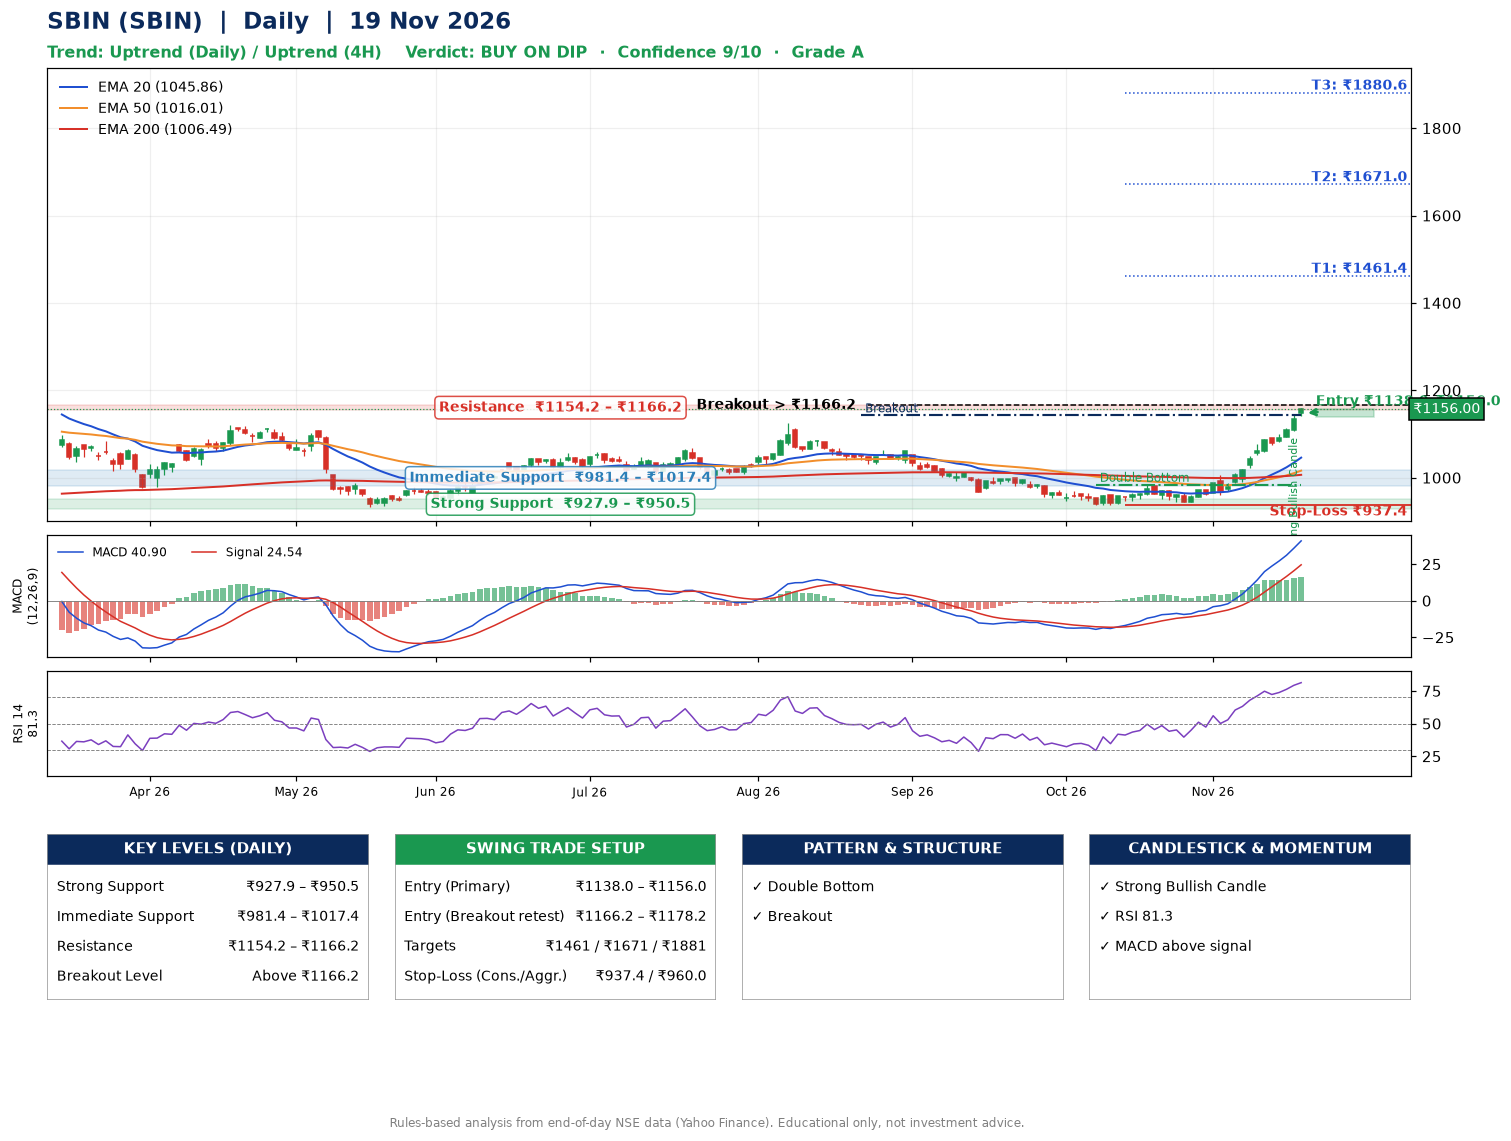 SBIN (SBIN) | Daily | 19 Nov 2026
Trend: Uptrend (Daily) / Uptrend (4H) Verdict: BUY ON DIP · Confidence 9/10 · Grade A
EMA 20 (1045.86)
EMA 50 (1016.01)
EMA 200 (1006.49)
T3: ₹1880.6
1800
T2: ₹1671.0
1600
T1: ₹1461.4
1400
1200
Resistance ₹1154.2 – ₹1166.2
Breakout > ₹1166.2
Breakout
Entry ₹1138
₹1156.00
Immediate Support ₹981.4 – ₹1017.4
Double Bottom
1000
Strong Support ₹927.9 – ₹950.5
Stop-Loss ₹937.4
Bullish Candle
MACD 40.90 Signal 24.54
MACD
(12,26,9)
25
0
−25
RSI 14
81.3
75
50
25
Apr 26 May 26 Jun 26 Jul 26 Aug 26 Sep 26 Oct 26 Nov 26
KEY LEVELS (DAILY)
Strong Support ₹927.9 – ₹950.5
Immediate Support ₹981.4 – ₹1017.4
Resistance ₹1154.2 – ₹1166.2
Breakout Level Above ₹1166.2
SWING TRADE SETUP
Entry (Primary) ₹1138.0 – ₹1156.0
Entry (Breakout retest) ₹1166.2 – ₹1178.2
Targets ₹1461 / ₹1671 / ₹1881
Stop-Loss (Cons./Aggr.) ₹937.4 / ₹960.0
PATTERN & STRUCTURE
✓ Double Bottom
✓ Breakout
CANDLESTICK & MOMENTUM
✓ Strong Bullish Candle
✓ RSI 81.3
✓ MACD above signal
Rules-based analysis from end-of-day NSE data (Yahoo Finance). Educational only, not investment advice.